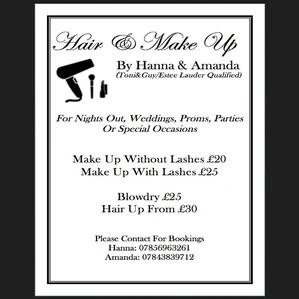 Hair & Make Up
By Hanna & Amanda
(Toni&Guy/Estee Lauder Qualified)
For Nights Out, Weddings, Proms, Parties
Or Special Occasions
Make Up Without Lashes £20
Make Up With Lashes £25
Blowdry £25
Hair Up From £30
Please Contact For Bookings
Hanna: 07856963261
Amanda: 07843839712